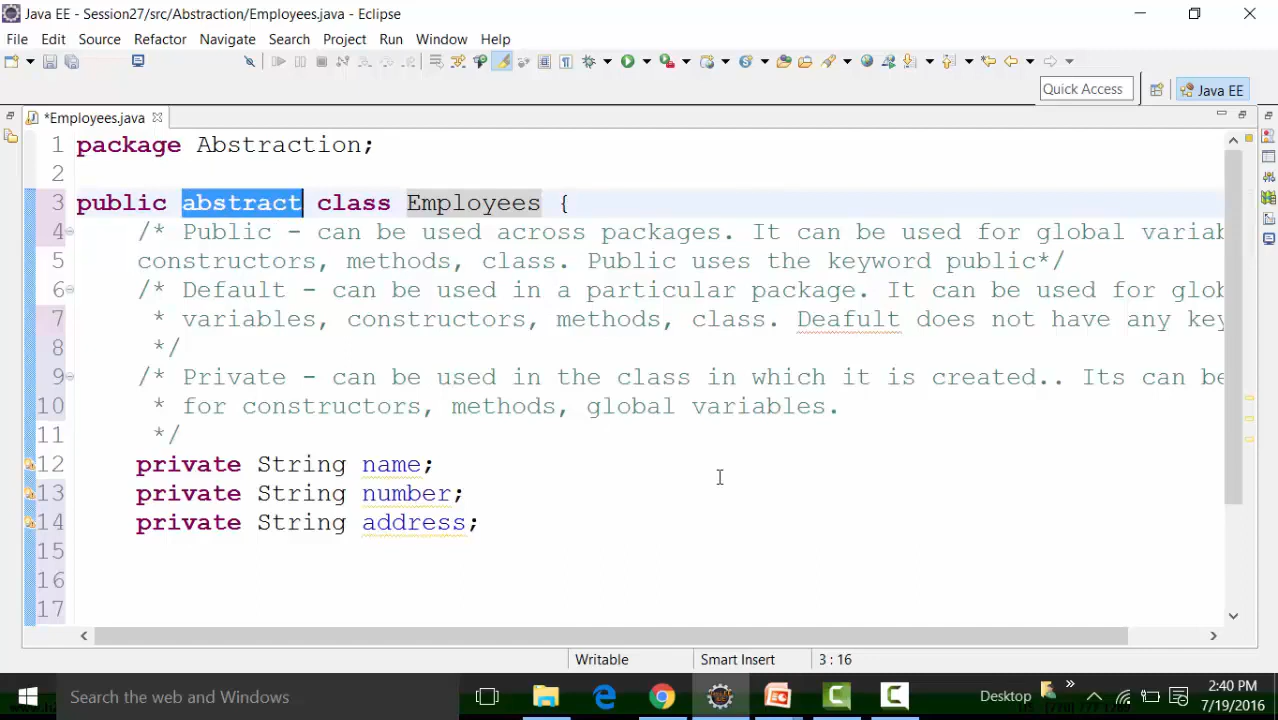 Java EE - Session27/src/Abstraction/Employees.java - Eclipse
File Edit Source Refactor Navigate Search Project Run Window Help
Quick Access
Java EE
*Employees.java
1 package Abstraction;
2
3 public abstract class Employees {
4 /* Public - can be used across packages. It can be used for global variab
5 constructors, methods, class. Public uses the keyword public*/
6 /* Default - can be used in a particular package. It can be used for glob
7 * variables, constructors, methods, class. Deafult does not have any key
8 */
9 /* Private - can be used in the class in which it is created.. Its can be
10 * for constructors, methods, global variables.
11 */
12 private String name;
13 private String number;
14 private String address;
15
16
17
Writable Smart Insert 3 : 16
Search the web and Windows
Desktop
2:40 PM
7/19/2016